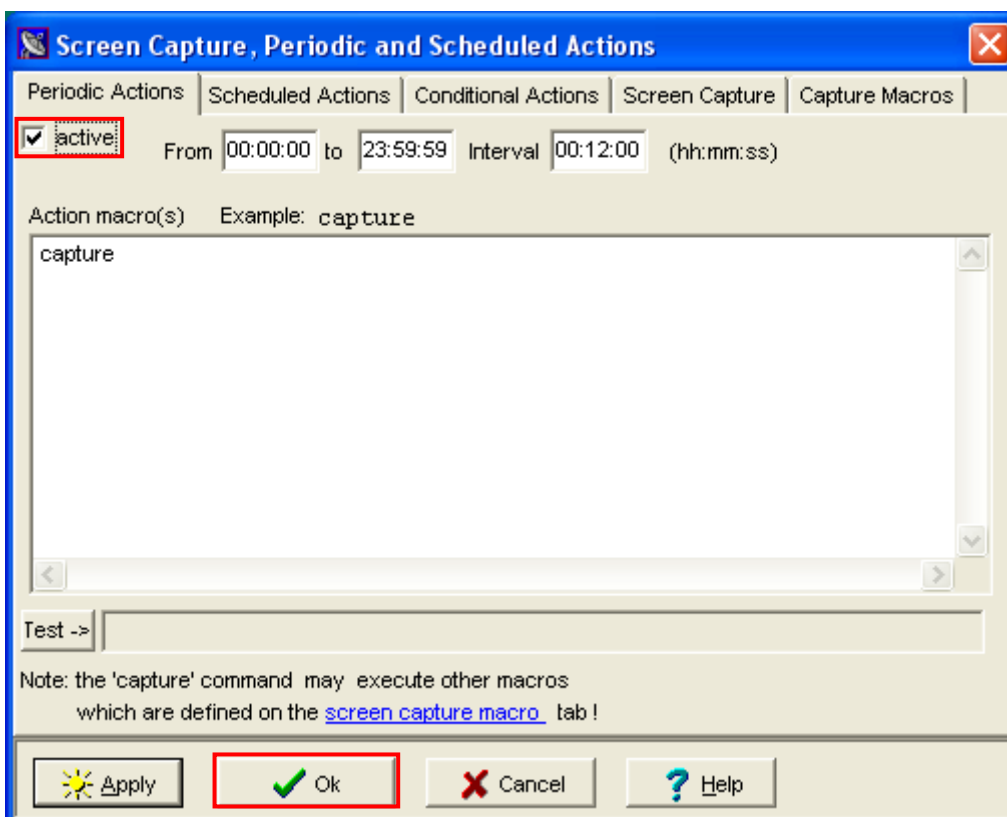 Screen Capture, Periodic and Scheduled Actions
Periodic Actions Scheduled Actions Conditional Actions Screen Capture Capture Macros
active From 00:00:00 to 23:59:59 Interval 00:12:00 (hh:mm:ss)
Action macro(s) Example: capture
capture
Test ->
Note: the 'capture' command may execute other macros
which are defined on the screen capture macro tab !
Apply Ok Cancel Help